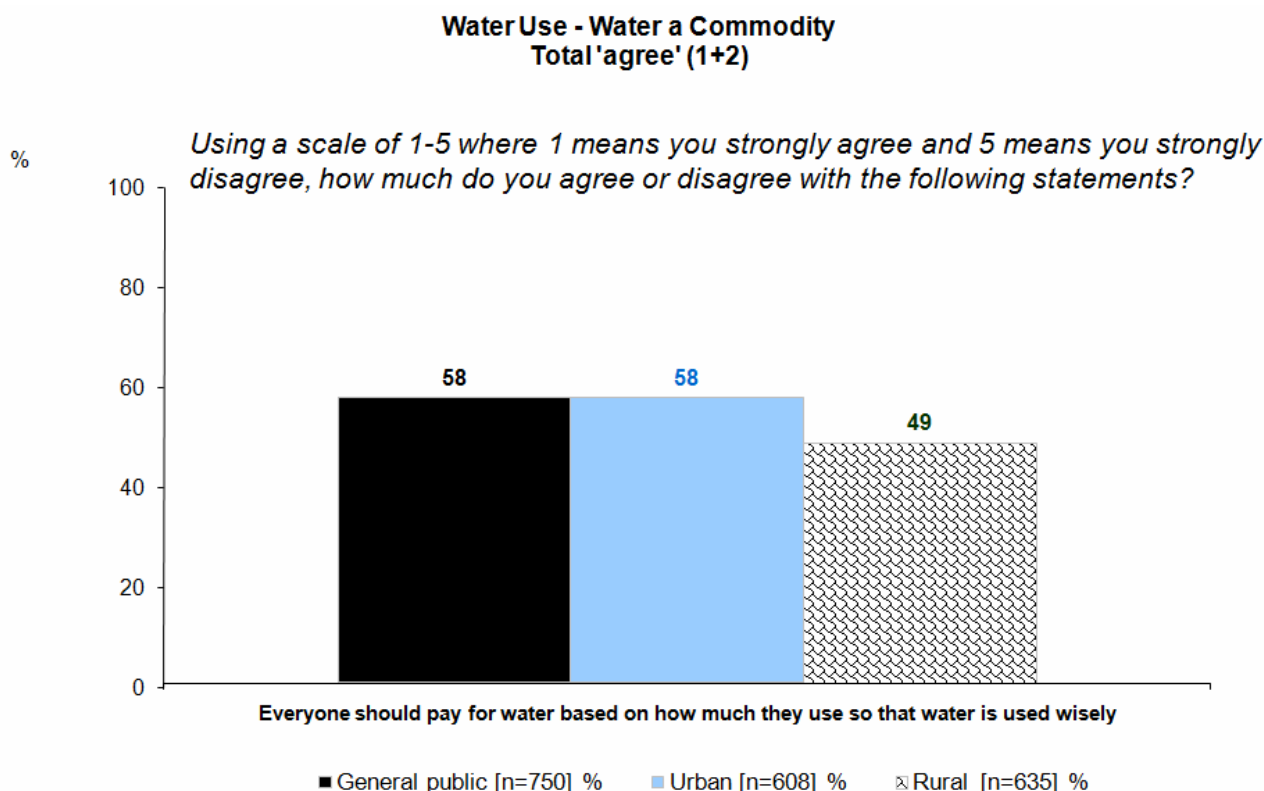 Water Use - Water a Commodity
Total 'agree' (1+2)
Using a scale of 1-5 where 1 means you strongly agree and 5 means you strongly
%
disagree, how much do you agree or disagree with the following statements?
100
80
60
40
20
0
58
58
49
Everyone should pay for water based on how much they use so that water is used wisely
General public [n=750] %
Urban [n=608] %
Rural [n=635] %